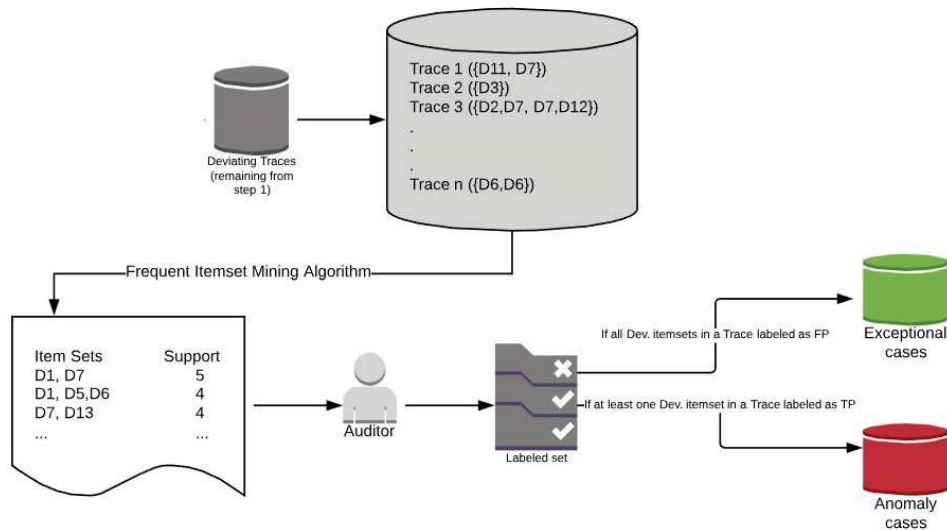 Trace 1 ({D11, D7})
Trace 2 ({D3})
Trace 3 ({D2,D7, D7,D12})
.
.
.
Trace n ({D6,D6})
Deviating Traces
(remaining from
step 1)
Frequent Itemset Mining Algorithm
Item Sets Support
D1, D7 5
D1, D5,D6 4
D7, D13 4
... ...
Auditor
Labeled set
If all Dev. itemsets in a Trace labeled as FP
If at least one Dev. itemset in a Trace labeled as TP
Exceptional
cases
Anomaly
cases